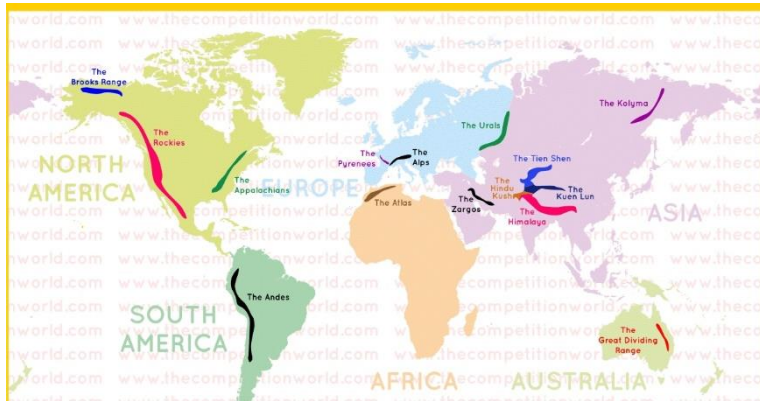 www.thecompetitionworld.com
The
Brooks Range
The
Rockies
NORTH
AMERICA
The
Appalachians
The
Pyrenees
The
Alps
EUROPE
The Urals
The Kolyma
The Tien Shen
The
Hindu
Kush
The
Kuen Lun
The
Zargos
The
Himalaya
ASIA
The Atlas
The Andes
SOUTH
AMERICA
AFRICA
The
Great Dividing
Range
AUSTRALIA